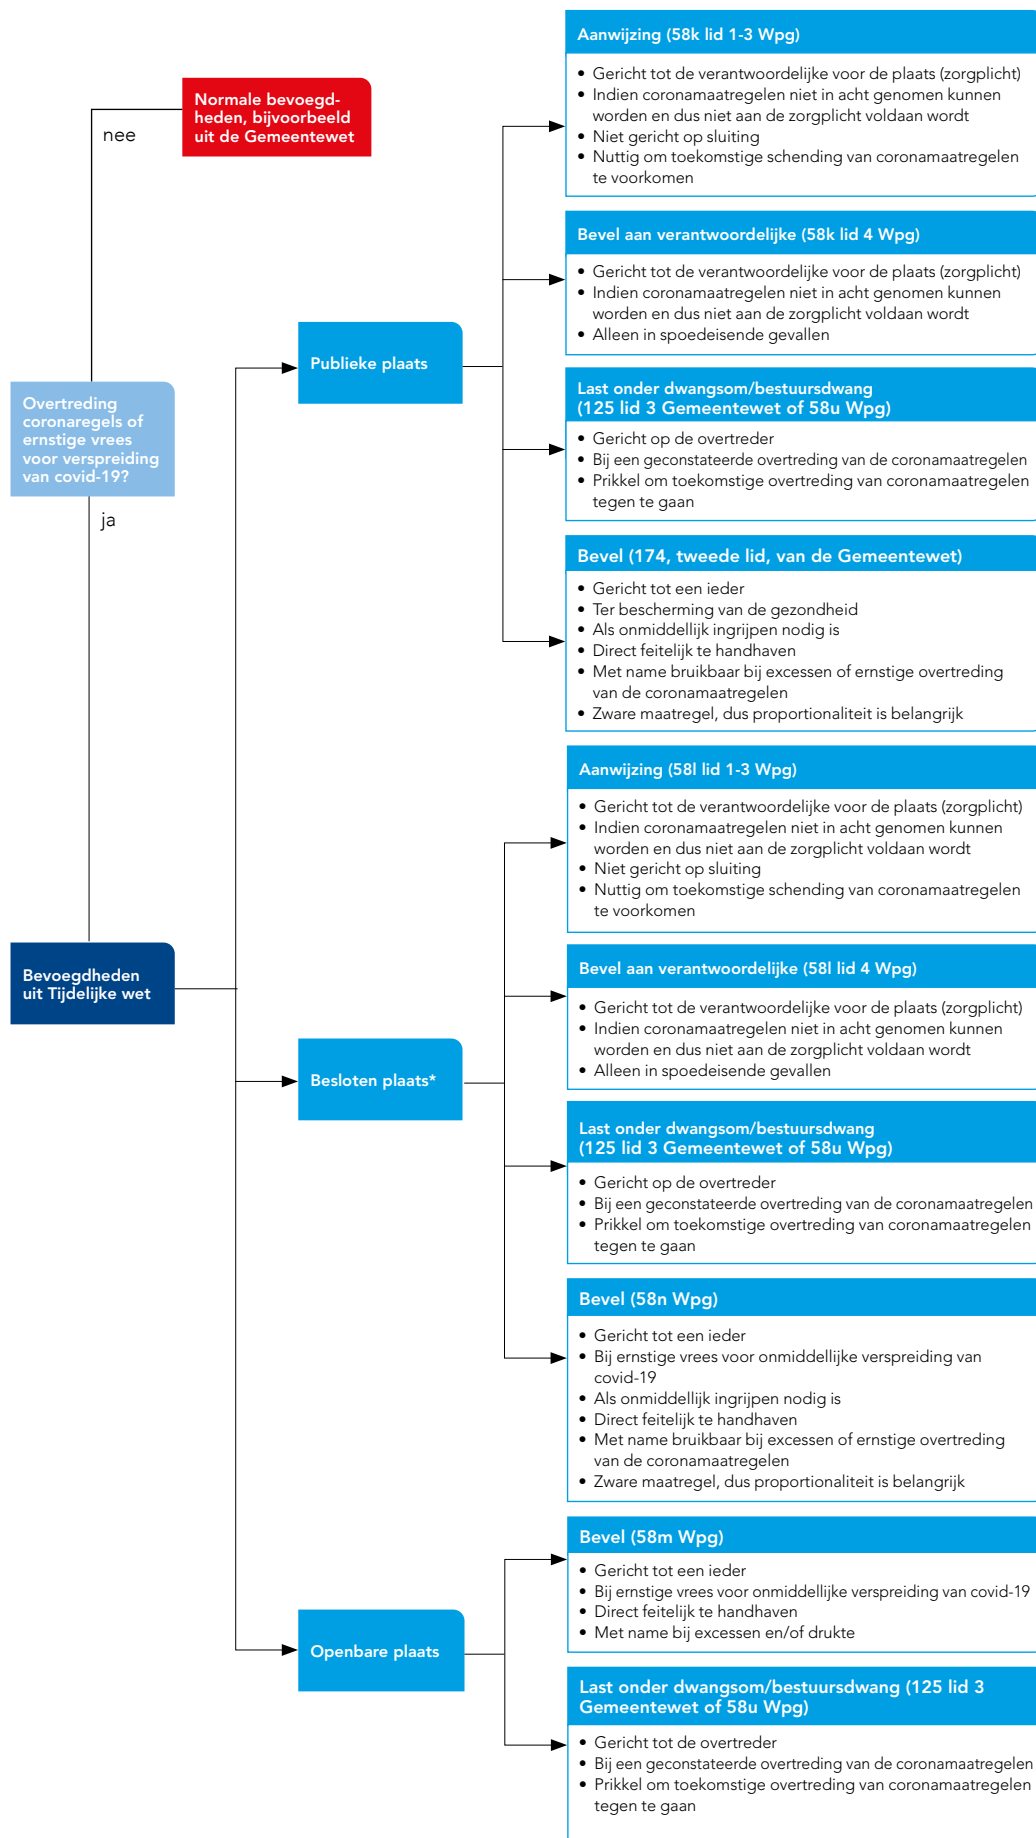 Overtreding
coronaregels of
ernstige vrees
voor verspreiding
van covid-19?
nee
Normale bevoegd-
heden, bijvoorbeeld
uit de Gemeentewet
ja
Bevoegdheden
uit Tijdelijke wet
Publieke plaats
Aanwijzing (58k lid 1-3 Wpg)
• Gericht tot de verantwoordelijke voor de plaats (zorgplicht)
• Indien coronamaatregelen niet in acht genomen kunnen
worden en dus niet aan de zorgplicht voldaan wordt
• Niet gericht op sluiting
• Nuttig om toekomstige schending van coronamaatregelen
te voorkomen
Bevel aan verantwoordelijke (58k lid 4 Wpg)
• Gericht tot de verantwoordelijke voor de plaats (zorgplicht)
• Indien coronamaatregelen niet in acht genomen kunnen
worden en dus niet aan de zorgplicht voldaan wordt
• Alleen in spoedeisende gevallen
Last onder dwangsom/bestuursdwang
(125 lid 3 Gemeentewet of 58u Wpg)
• Gericht op de overtreder
• Bij een geconstateerde overtreding van de coronamaatregelen
• Prikkel om toekomstige overtreding van coronamaatregelen
tegen te gaan
Bevel (174, tweede lid, van de Gemeentewet)
• Gericht tot een ieder
• Ter bescherming van de gezondheid
• Als onmiddellijk ingrijpen nodig is
• Direct feitelijk te handhaven
• Met name bruikbaar bij excessen of ernstige overtreding
van de coronamaatregelen
• Zware maatregel, dus proportionaliteit is belangrijk
Besloten plaats*
Aanwijzing (58l lid 1-3 Wpg)
• Gericht tot de verantwoordelijke voor de plaats (zorgplicht)
• Indien coronamaatregelen niet in acht genomen kunnen
worden en dus niet aan de zorgplicht voldaan wordt
• Niet gericht op sluiting
• Nuttig om toekomstige schending van coronamaatregelen
te voorkomen
Bevel aan verantwoordelijke (58l lid 4 Wpg)
• Gericht tot de verantwoordelijke voor de plaats (zorgplicht)
• Indien coronamaatregelen niet in acht genomen kunnen
worden en dus niet aan de zorgplicht voldaan wordt
• Alleen in spoedeisende gevallen
Last onder dwangsom/bestuursdwang
(125 lid 3 Gemeentewet of 58u Wpg)
• Gericht op de overtreder
• Bij een geconstateerde overtreding van de coronamaatregelen
• Prikkel om toekomstige overtreding van coronamaatregelen
tegen te gaan
Bevel (58n Wpg)
• Gericht tot een ieder
• Bij ernstige vrees voor onmiddellijke verspreiding van
covid-19
• Als onmiddellijk ingrijpen nodig is
• Direct feitelijk te handhaven
• Met name bruikbaar bij excessen of ernstige overtreding
van de coronamaatregelen
• Zware maatregel, dus proportionaliteit is belangrijk
Openbare plaats
Bevel (58m Wpg)
• Gericht tot een ieder
• Bij ernstige vrees voor onmiddellijke verspreiding van covid-19
• Direct feitelijk te handhaven
• Met name bij excessen en/of drukte
Last onder dwangsom/bestuursdwang (125 lid 3
Gemeentewet of 58u Wpg)
• Gericht tot de overtreder
• Bij een geconstateerde overtreding van de coronamaatregelen
• Prikkel om toekomstige overtreding van coronamaatregelen
tegen te gaan